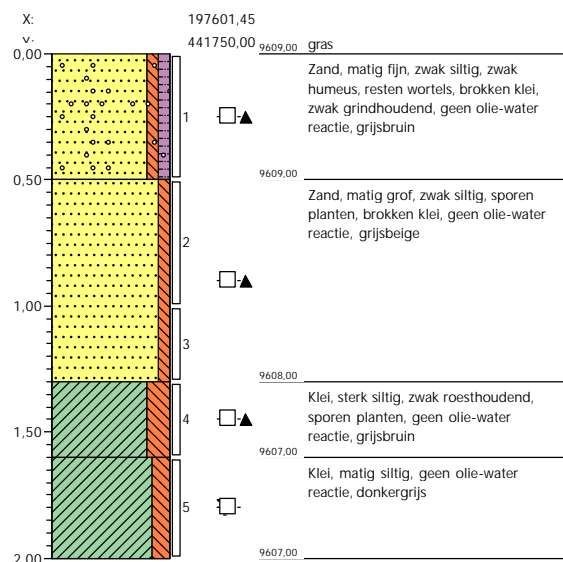 X: 197601,45
Y: 441750,00
0,00
9609,00 gras
Zand, matig fijn, zwak siltig, zwak
humeus, resten wortels, brokken klei,
zwak grindhoudend, geen olie-water
reactie, grijsbruin
1
0,50
9609,00
Zand, matig grof, zwak siltig, sporen
planten, brokken klei, geen olie-water
reactie, grijsbeige
2
1,00
3
9608,00
Klei, sterk siltig, zwak roesthoudend,
sporen planten, geen olie-water
reactie, grijsbruin
4
1,50
9607,00
Klei, matig siltig, geen olie-water
reactie, donkergrijs
5
2,00
9607,00